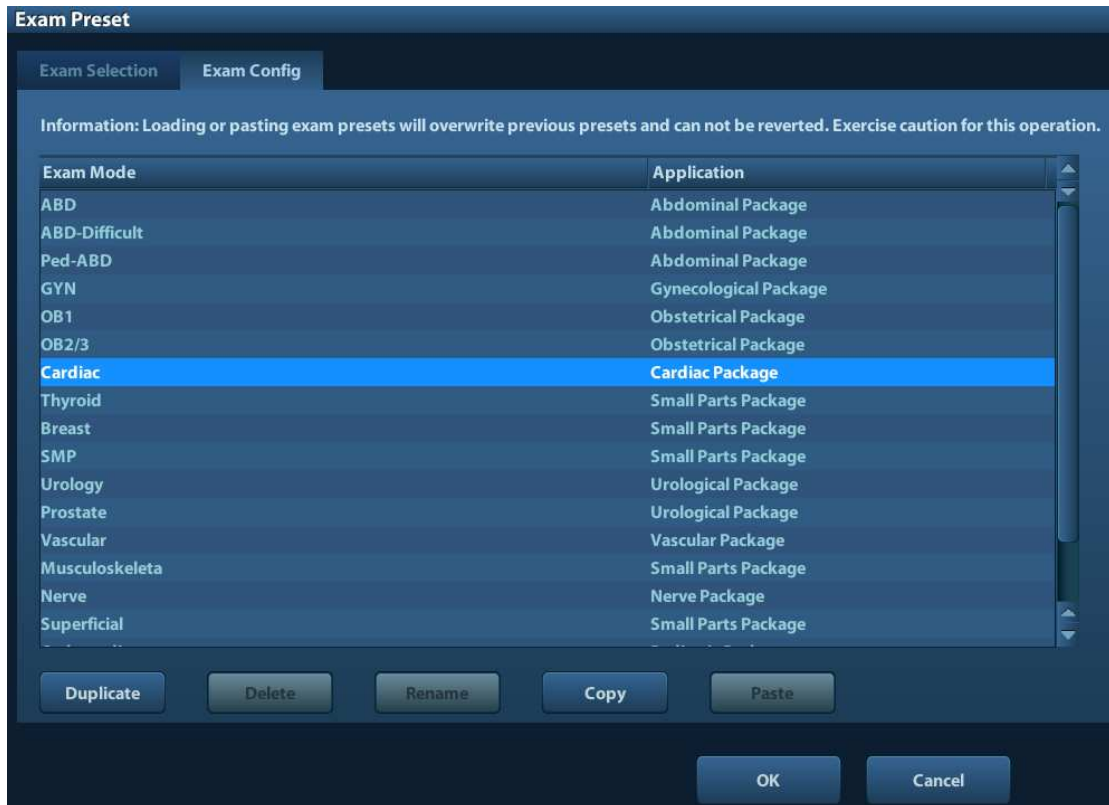 Exam Preset
Exam Selection Exam Config
Information: Loading or pasting exam presets will overwrite previous presets and can not be reverted. Exercise caution for this operation.
Exam Mode Application
ABD Abdominal Package
ABD-Difficult Abdominal Package
Ped-ABD Abdominal Package
GYN Gynecological Package
OB1 Obstetrical Package
OB2/3 Obstetrical Package
Cardiac Cardiac Package
Thyroid Small Parts Package
Breast Small Parts Package
SMP Small Parts Package
Urology Urological Package
Prostate Urological Package
Vascular Vascular Package
Musculoskeleta Small Parts Package
Nerve Nerve Package
Superficial Small Parts Package
Duplicate Delete Rename Copy Paste
OK Cancel